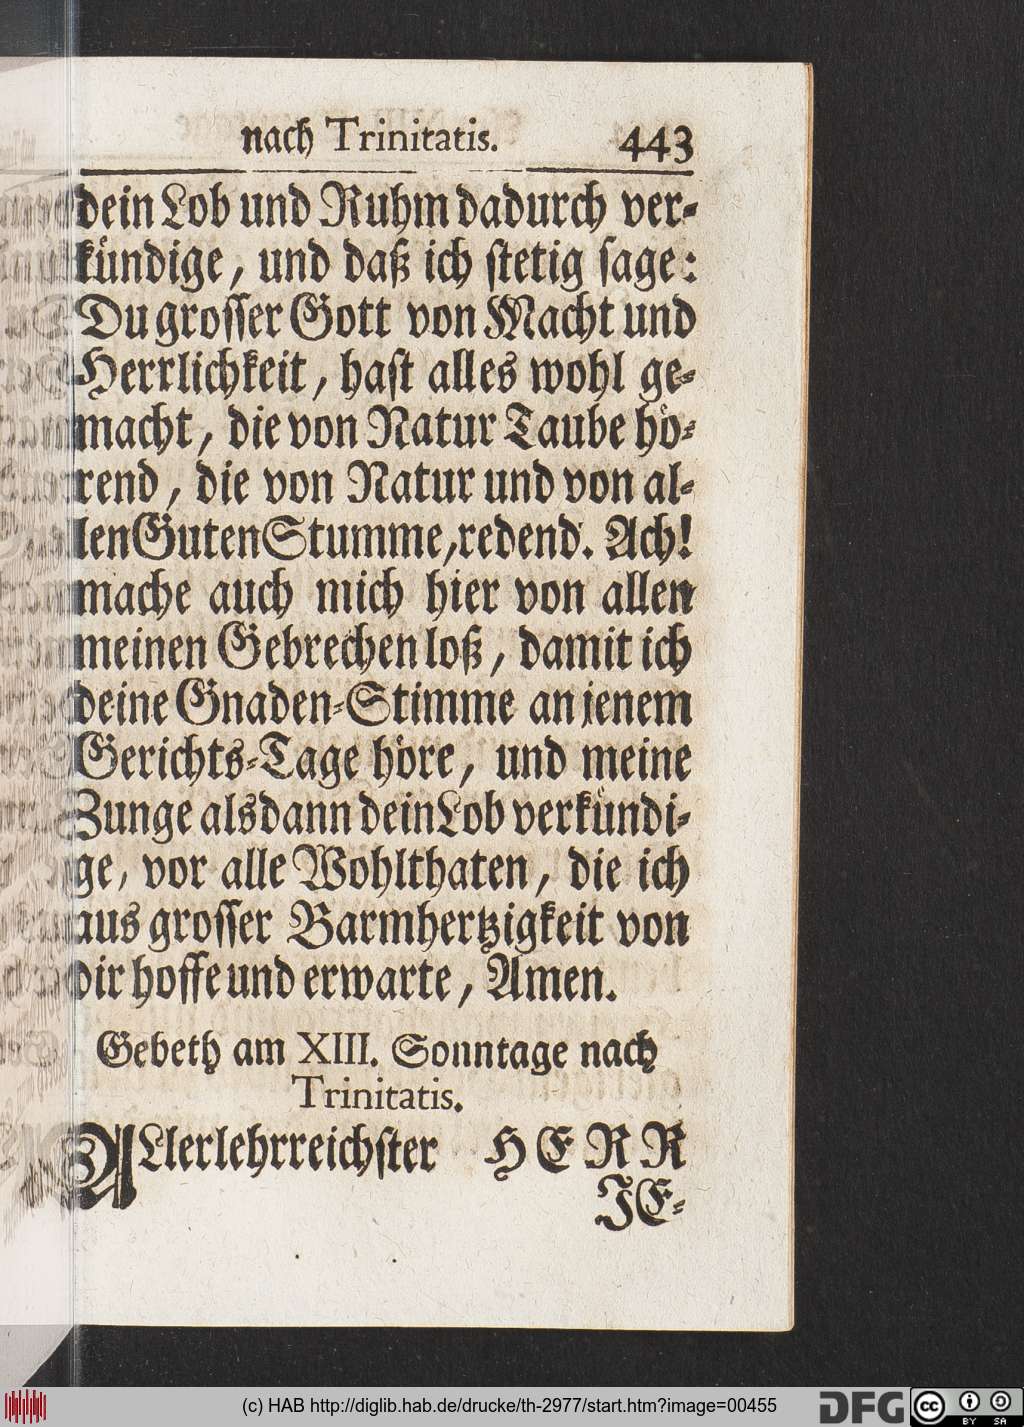 nach Trinitatis. 443
dein Lob und Ruhm dadurch ver-
kündige, und daß ich stetig sage:
Du grosser Gott von Macht und
Herrlichkeit, hast alles wohl ge-
macht, die von Natur Taube hö-
rend, die von Natur und von al-
len Guten Stumme, redend. Ach!
mache auch mich hier von allen
meinen Gebrechen loß, damit ich
deine Gnaden-Stimme an jenem
Gerichts-Tage höre, und meine
Zunge alsdann dein Lob verkündi-
ge, vor alle Wohlthaten, die ich
aus grosser Barmhertzigkeit von
dir hoffe und erwarte, Amen.
Gebeth am XIII. Sonntage nach
Trinitatis.
ALlerlehrreichster HERR
JE-
(c) HAB http://diglib.hab.de/drucke/th-2977/start.htm?image=00455
DFG
cc BY SA